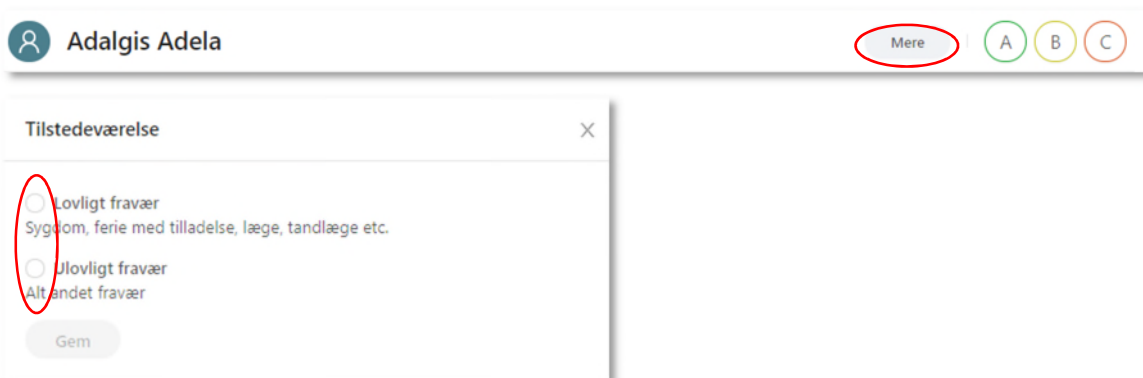 Adalgis Adela
Mere
A B C
Tilstedeværelse
Lovligt fravær
Sygdom, ferie med tilladelse, læge, tandlæge etc.
Ulovligt fravær
Alt andet fravær
Gem